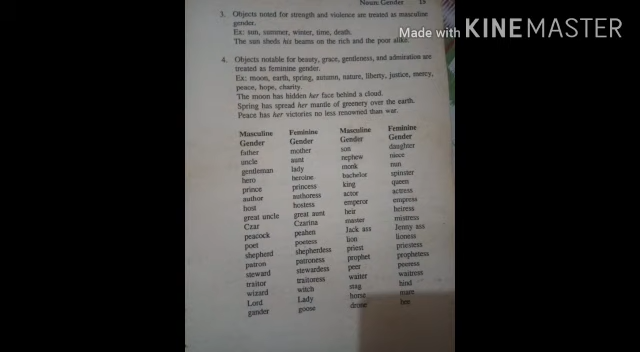 Noun: Gender 15
3. Objects noted for strength and violence are treated as masculine
gender.
Ex: sun, summer, winter, time, death.
The sun sheds his beams on the rich and the poor alike.
Made with KINEMASTER
4. Objects notable for beauty, grace, gentleness, and admiration are
treated as feminine gender.
Ex: moon, earth, spring, autumn, nature, liberty, justice, mercy,
peace, hope, charity.
The moon has hidden her face behind a cloud.
Spring has spread her mantle of greenery over the earth.
Peace has her victories no less renowned than war.
Masculine Feminine Masculine Feminine
Gender Gender Gender Gender
father mother son daughter
uncle aunt nephew niece
gentleman lady monk nun
hero heroine bachelor spinster
prince princess king queen
author authoress actor actress
host hostess emperor empress
great uncle great aunt heir heiress
Czar Czarina master mistress
peacock peahen Jack ass Jenny ass
poet poetess lion lioness
shepherd shepherdess priest priestess
patron patroness prophet prophetess
steward stewardess peer peeress
traitor traitoress waiter waitress
wizard witch stag hind
Lord Lady horse mare
gander goose drone bee